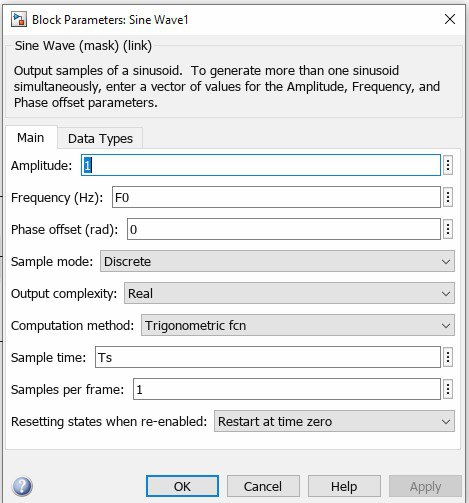 Block Parameters: Sine Wave1
Sine Wave (mask) (link)
Output samples of a sinusoid. To generate more than one sinusoid
simultaneously, enter a vector of values for the Amplitude, Frequency, and
Phase offset parameters.
Main Data Types
Amplitude: 1
Frequency (Hz): F0
Phase offset (rad): 0
Sample mode: Discrete
Output complexity: Real
Computation method: Trigonometric fcn
Sample time: Ts
Samples per frame: 1
Resetting states when re-enabled: Restart at time zero
OK Cancel Help Apply